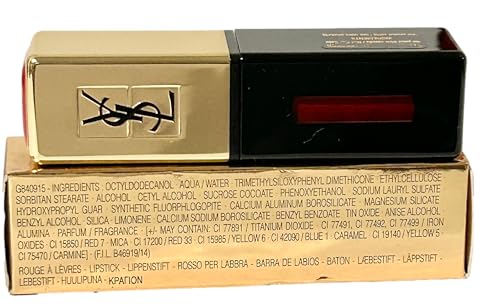 YSL
INGREDIENTS
G840915 - INGREDIENTS : OCTYLDODECANOL · AQUA / WATER · TRIMETHYLSILOXYPHENYL DIMETHICONE · ETHYLCELLULOSE
SORBITAN STEARATE · ALCOHOL · CETYL ALCOHOL · SUCROSE COCOATE · PHENOXYETHANOL · SODIUM LAURYL SULFATE
HYDROXYPROPYL GUAR · SYNTHETIC FLUORPHLOGOPITE · CALCIUM ALUMINUM BOROSILICATE · MAGNESIUM SILICATE
BENZYL ALCOHOL · SILICA · LIMONENE · CALCIUM SODIUM BOROSILICATE · BENZYL BENZOATE · TIN OXIDE · ANISE ALCOHOL
ALUMINA · PARFUM / FRAGRANCE · [+/- MAY CONTAIN: CI 77891 / TITANIUM DIOXIDE · CI 77491, CI 77492, CI 77499 / IRON
OXIDES · CI 15850 / RED 7 · MICA · CI 17200 / RED 33 · CI 15985 / YELLOW 6 · CI 42090 / BLUE 1 · CARAMEL · CI 19140 / YELLOW 5
CI 75470 / CARMINE] · (F.I.L. B46919/14)
ROUGE À LÈVRES - LIPSTICK - LIPPENSTIFT - ROSSO PER LABBRA - BARRA DE LABIOS - BATON - LÆBESTIFT - LÄPPSTIFT -
LEBESTIFT - HUULIPUNA - ΚΡΑΓΙΟΝ